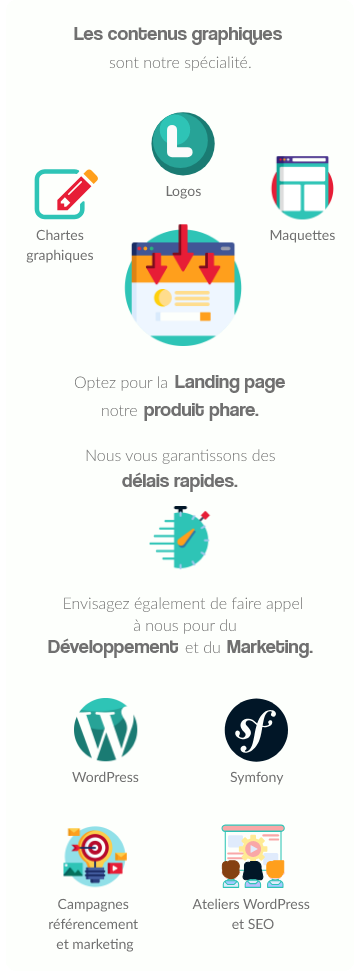 Les contenus graphiques
sont notre spécialité.
Logos
Chartes
graphiques
Maquettes
Optez pour la Landing page
notre produit phare.
Nous vous garantissons des
délais rapides.
Envisagez également de faire appel
à nous pour du
Développement et du Marketing.
WordPress
Symfony
Campagnes
référencement
et marketing
Ateliers WordPress
et SEO